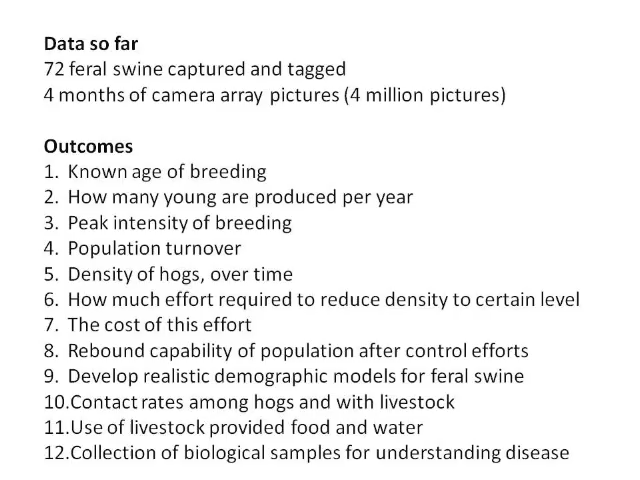 Data so far
72 feral swine captured and tagged
4 months of camera array pictures (4 million pictures)
Outcomes
1. Known age of breeding
2. How many young are produced per year
3. Peak intensity of breeding
4. Population turnover
5. Density of hogs, over time
6. How much effort required to reduce density to certain level
7. The cost of this effort
8. Rebound capability of population after control efforts
9. Develop realistic demographic models for feral swine
10.Contact rates among hogs and with livestock
11.Use of livestock provided food and water
12.Collection of biological samples for understanding disease